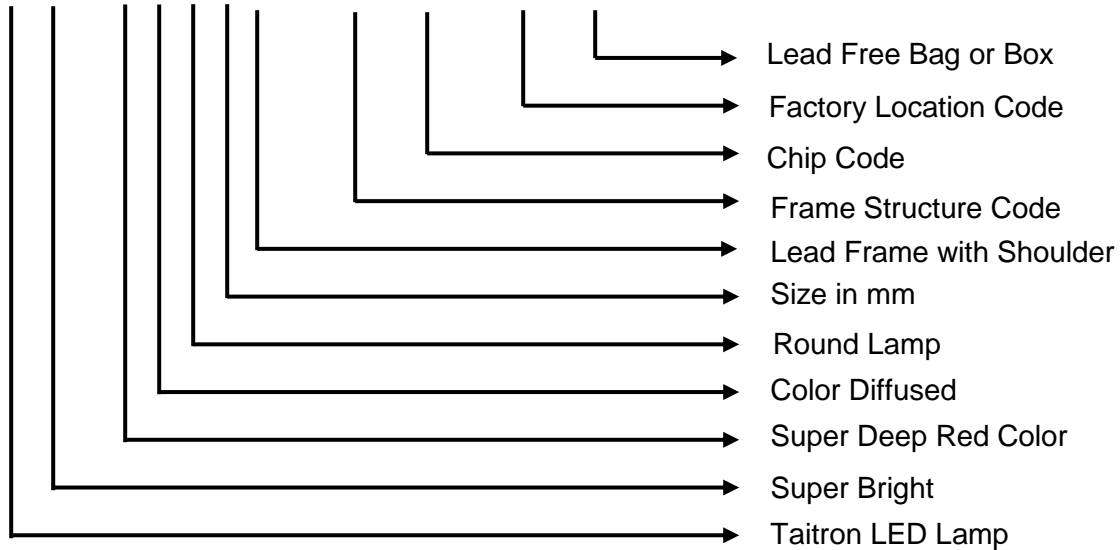 Lead Free Bag or Box
Factory Location Code
Chip Code
Frame Structure Code
Lead Frame with Shoulder
Size in mm
Round Lamp
Color Diffused
Super Deep Red Color
Super Bright
Taitron LED Lamp